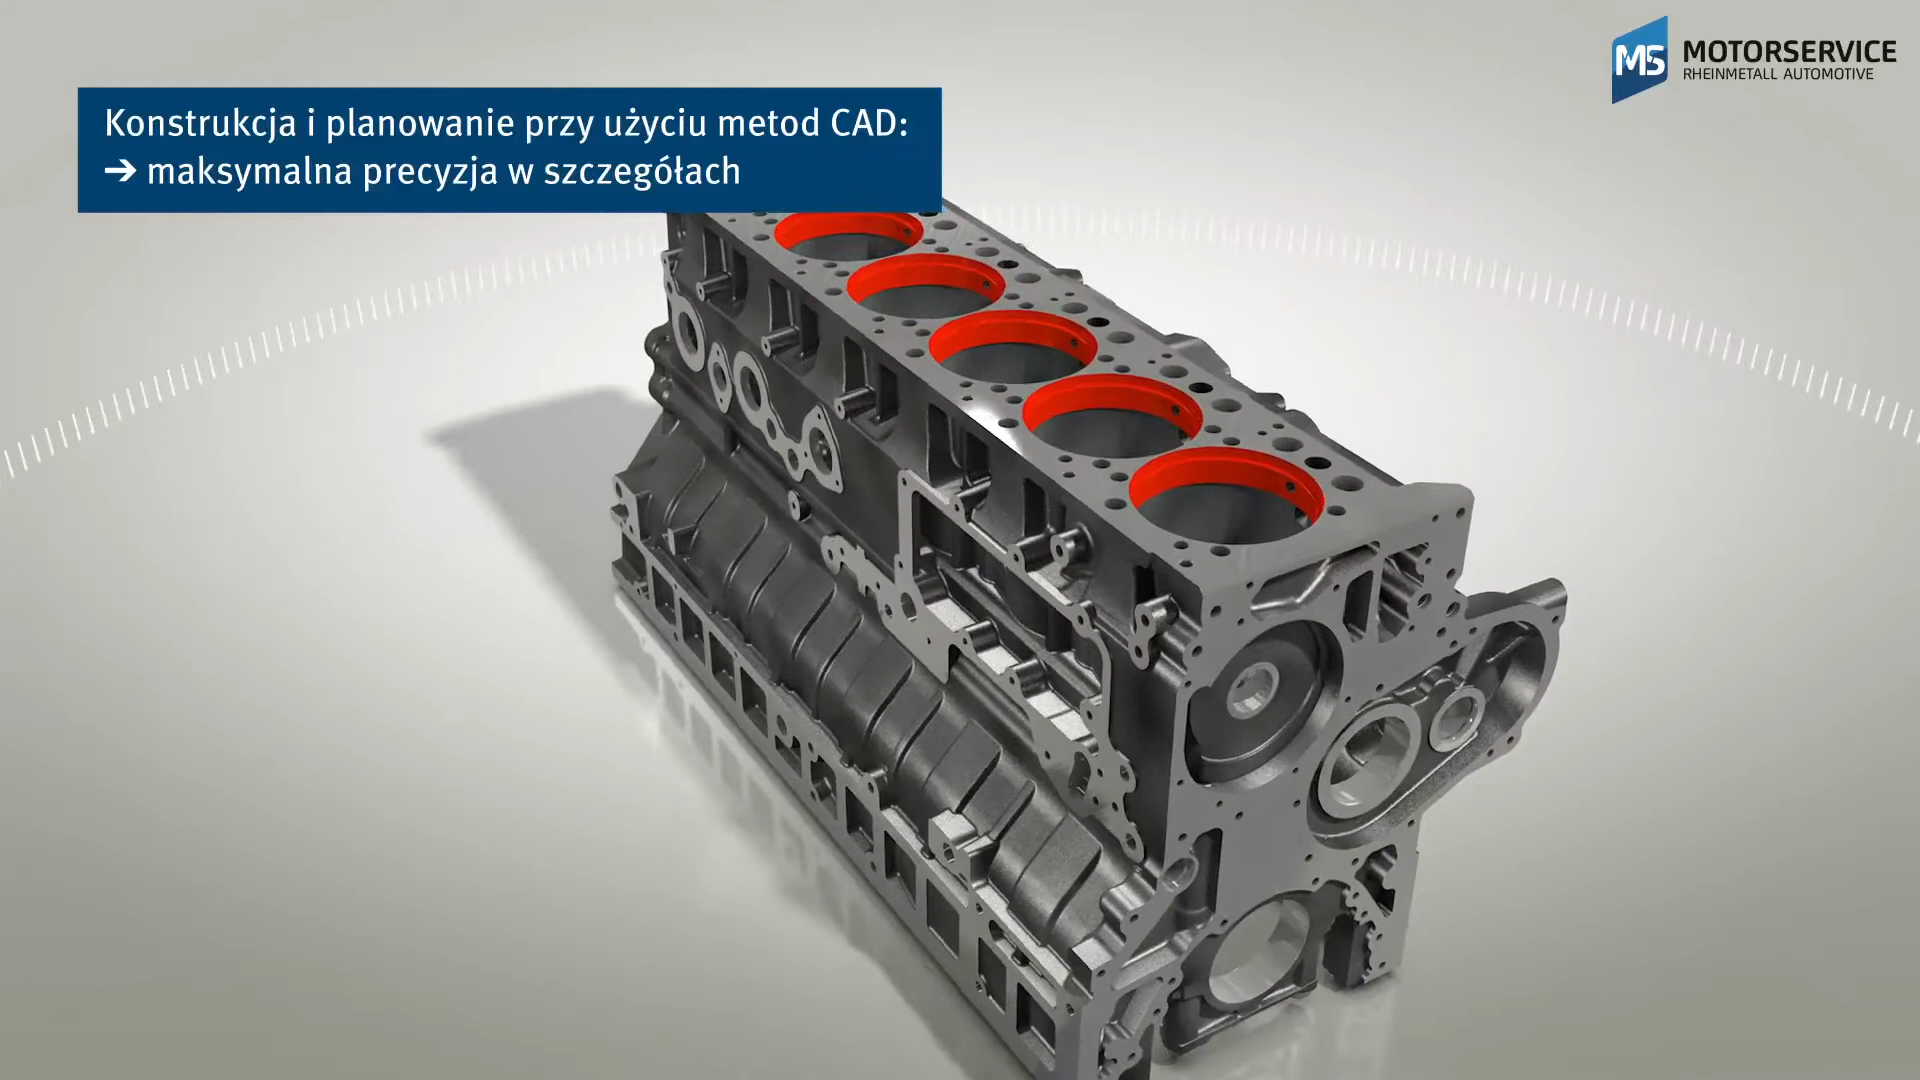 MS MOTORSERVICE
RHEINMETALL AUTOMOTIVE
Konstrukcja i planowanie przy użyciu metod CAD:
➔ maksymalna precyzja w szczegółach